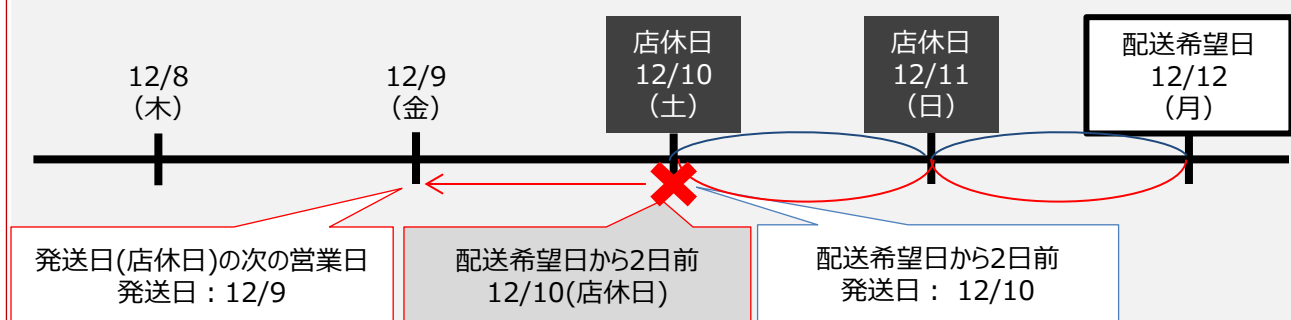 12/8
（木）
12/9
（金）
店休日
12/10
（土）
店休日
12/11
（日）
配送希望日
12/12
（月）
発送日(店休日)の次の営業日
発送日：12/9
配送希望日から2日前
12/10(店休日)
配送希望日から2日前
発送日： 12/10